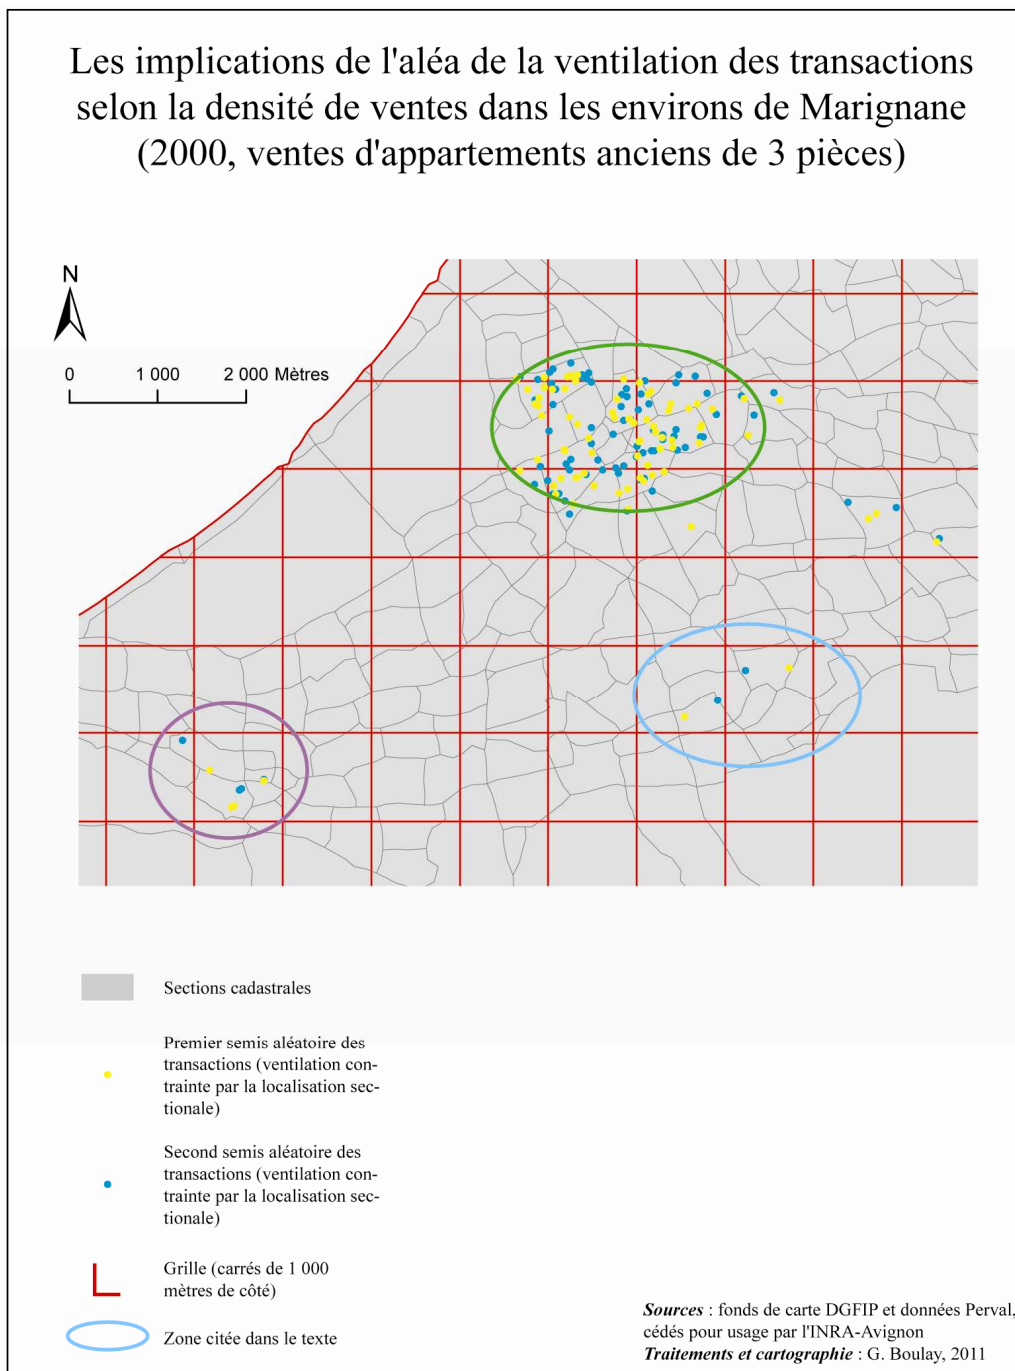 Les implications de l'aléa de la ventilation des transactions
selon la densité de ventes dans les environs de Marignane
(2000, ventes d'appartements anciens de 3 pièces)
N
0 1 000 2 000 Mètres
Sections cadastrales
Premier semis aléatoire des
transactions (ventilation con-
trainte par la localisation sec-
tionale)
Second semis aléatoire des
transactions (ventilation con-
trainte par la localisation sec-
tionale)
Grille (carrés de 1 000
mètres de côté)
Zone citée dans le texte
Sources : fonds de carte DGFIP et données Perval,
cédés pour usage par l'INRA-Avignon
Traitements et cartographie : G. Boulay, 2011